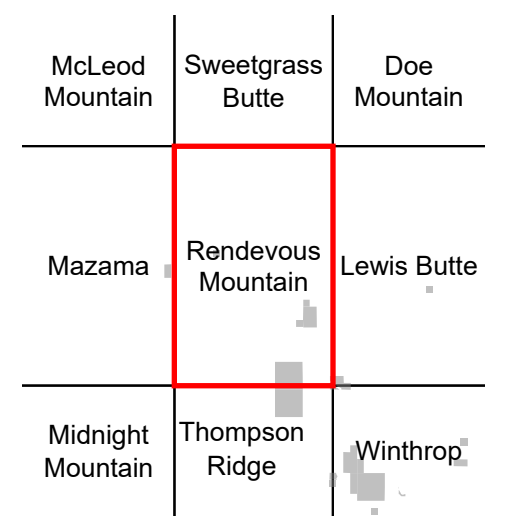 McLeod
Mountain
Sweetgrass
Butte
Doe
Mountain
Mazama
Rendevous
Mountain
Lewis Butte
Midnight
Mountain
Thompson
Ridge
Winthrop